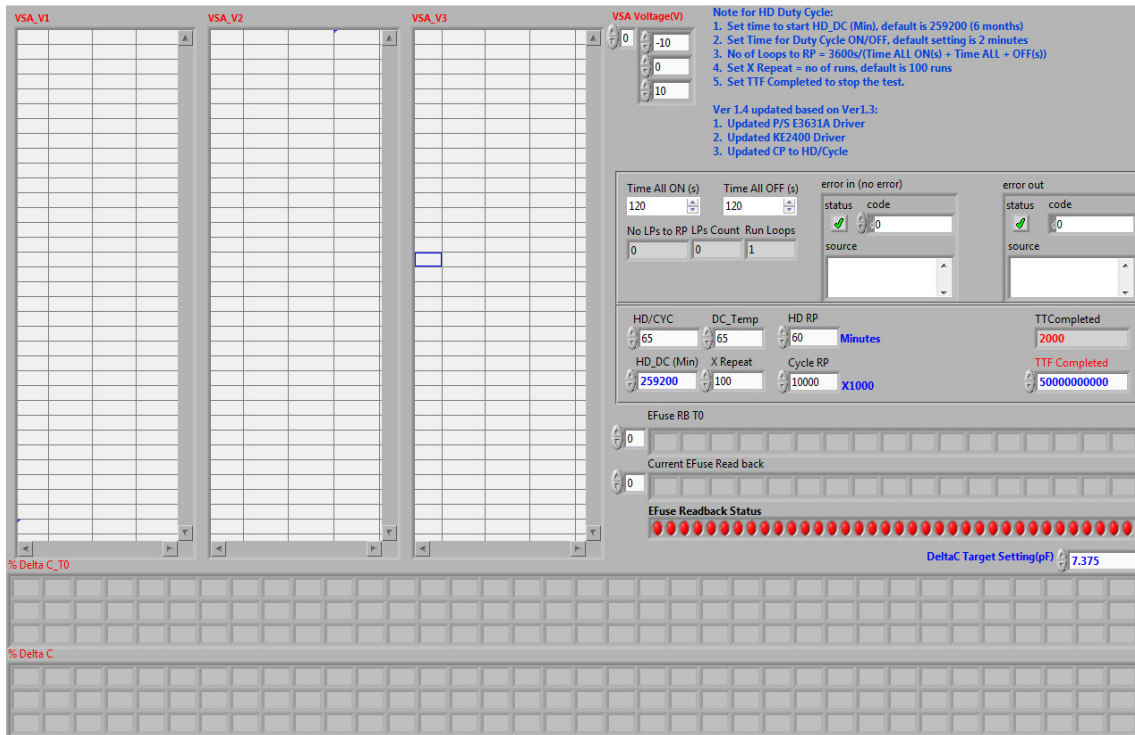 VSA_V1
VSA_V2
VSA_V3
VSA Voltage(V)
0
-10
0
10
Note for HD Duty Cycle:
1. Set time to start HD_DC (Min), default is 259200 (6 months)
2. Set Time for Duty Cycle ON/OFF, default setting is 2 minutes
3. No of Loops to RP = 3600s/(Time ALL ON(s) + Time ALL + OFF(s))
4. Set X Repeat = no of runs, default is 100 runs
5. Set TTF Completed to stop the test.
Ver 1.4 updated based on Ver1.3:
1. Updated P/S E3631A Driver
2. Updated KE2400 Driver
3. Updated CP to HD/Cycle
Time All ON (s)
Time All OFF (s)
120
120
No LPs to RP
LPs Count
Run Loops
0
0
1
error in (no error)
status
code
0
source
error out
status
code
0
source
HD/CYC
DC_Temp
HD RP
TTCompleted
65
65
60
Minutes
2000
HD_DC (Min)
X Repeat
Cycle RP
TTF Completed
259200
100
10000
X1000
50000000000
EFuse RB T0
0
Current EFuse Read back
0
EFuse Readback Status
DeltaC Target Setting(pF)
7.375
% Delta C_T0
% Delta C